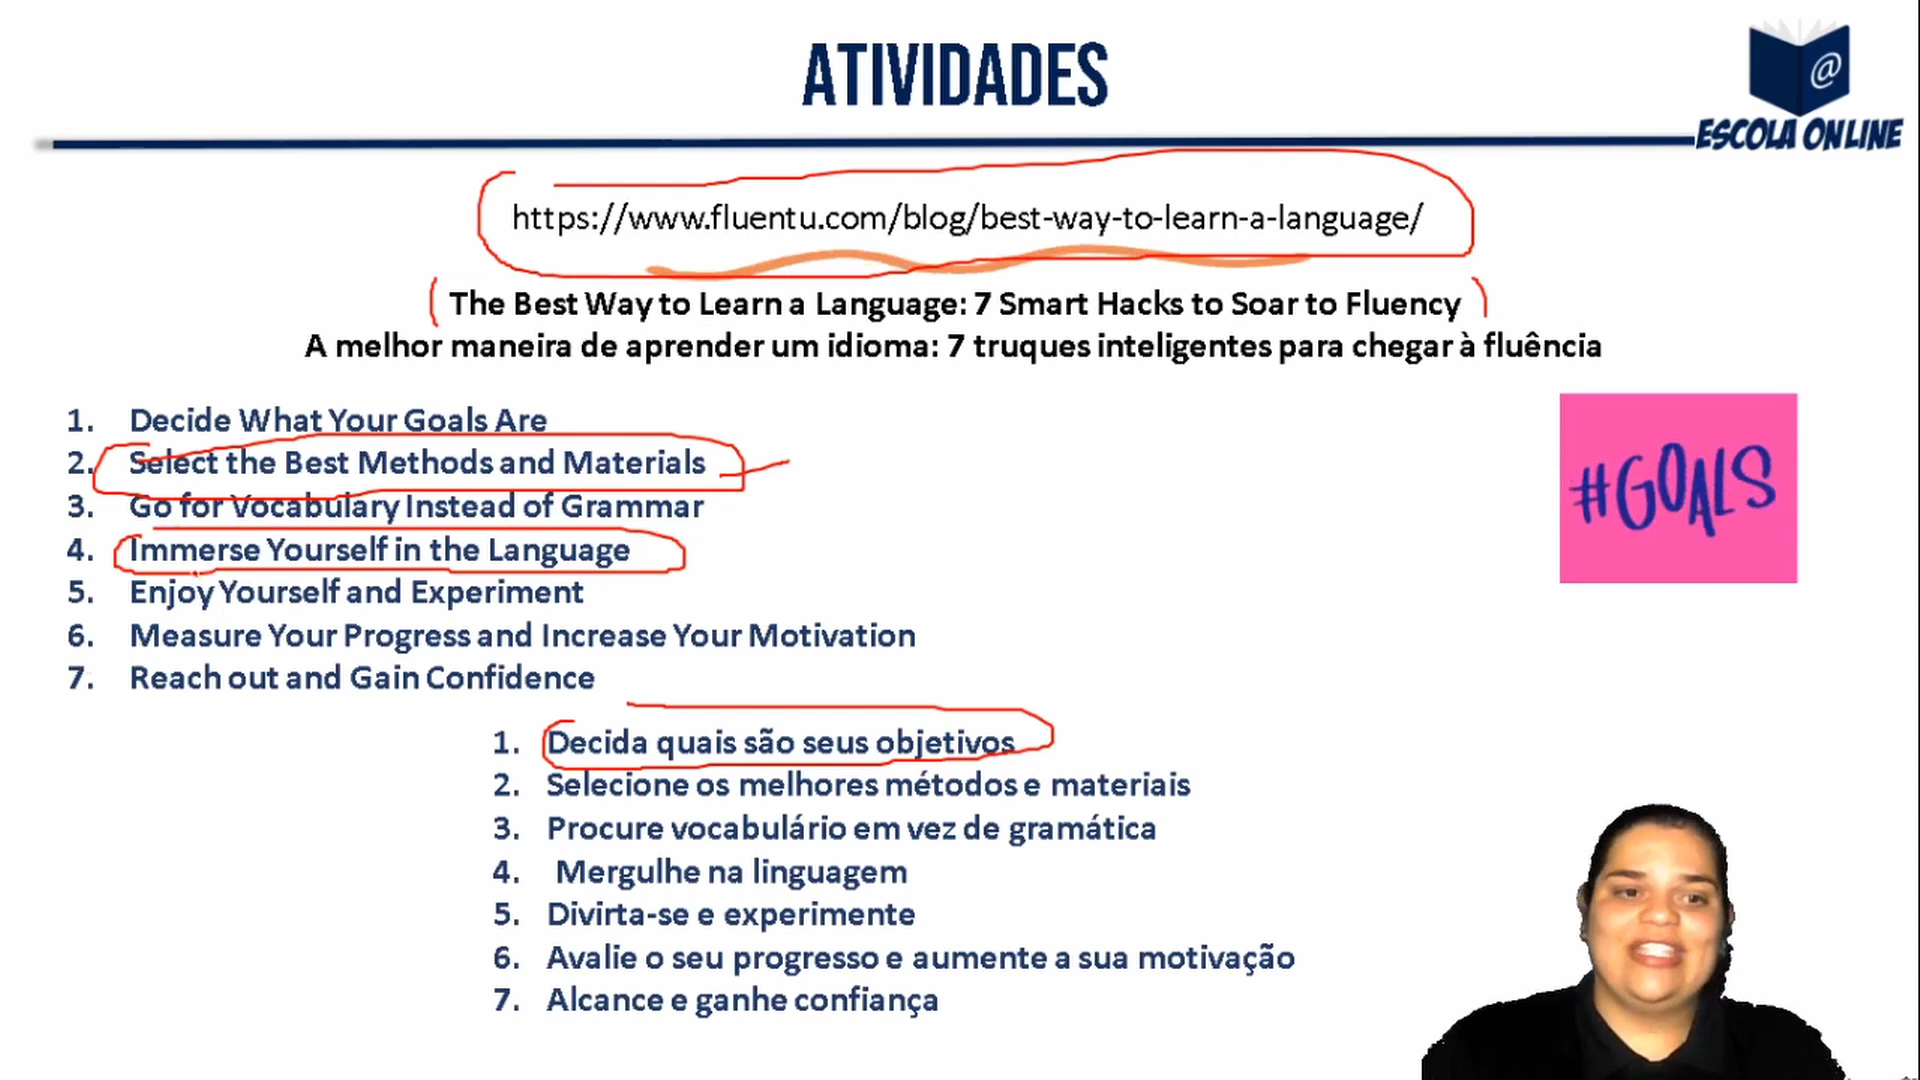 ATIVIDADES
@
ESCOLA ONLINE
https://www.fluentu.com/blog/best-way-to-learn-a-language/
The Best Way to Learn a Language: 7 Smart Hacks to Soar to Fluency
A melhor maneira de aprender um idioma: 7 truques inteligentes para chegar à fluência
1. Decide What Your Goals Are
2. Select the Best Methods and Materials
3. Go for Vocabulary Instead of Grammar
4. Immerse Yourself in the Language
5. Enjoy Yourself and Experiment
6. Measure Your Progress and Increase Your Motivation
7. Reach out and Gain Confidence
#GOALS
1. Decida quais são seus objetivos
2. Selecione os melhores métodos e materiais
3. Procure vocabulário em vez de gramática
4. Mergulhe na linguagem
5. Divirta-se e experimente
6. Avalie o seu progresso e aumente a sua motivação
7. Alcance e ganhe confiança